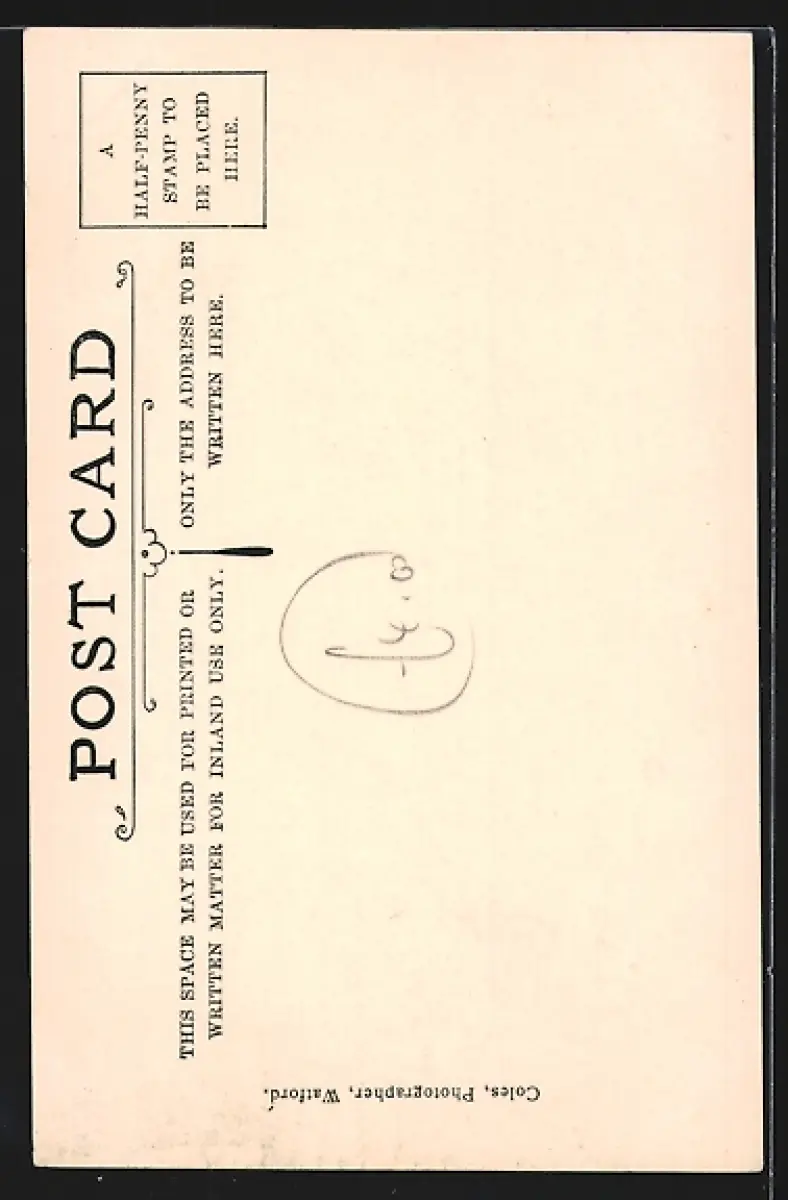 POST CARD
A
HALF-PENNY
STAMP TO
BE PLACED
HERE.
THIS SPACE MAY BE USED FOR PRINTED OR
WRITTEN MATTER FOR INLAND USE ONLY.
ONLY THE ADDRESS TO BE
WRITTEN HERE.
Coles, Photographer, Watford.